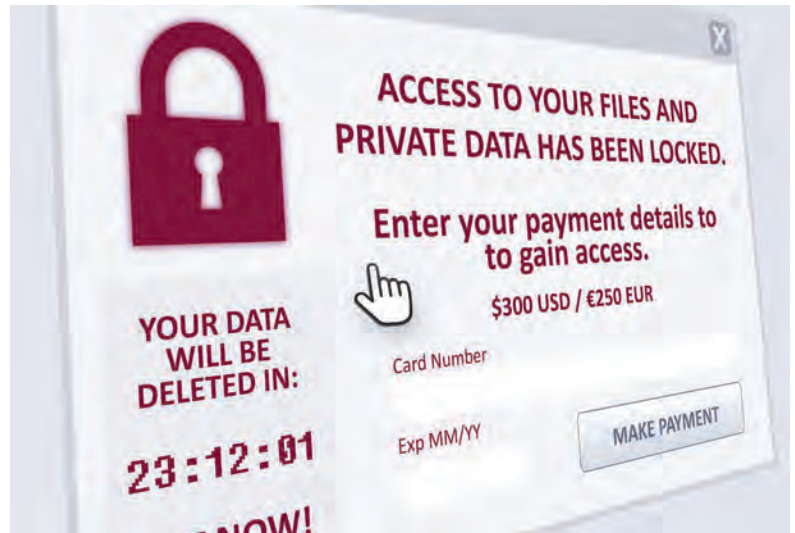 X
ACCESS TO YOUR FILES AND
PRIVATE DATA HAS BEEN LOCKED.
Enter your payment details to
to gain access.
$300 USD / €250 EUR
Card Number
Exp MM/YY
MAKE PAYMENT
YOUR DATA
WILL BE
DELETED IN:
23:12:01
NOW!